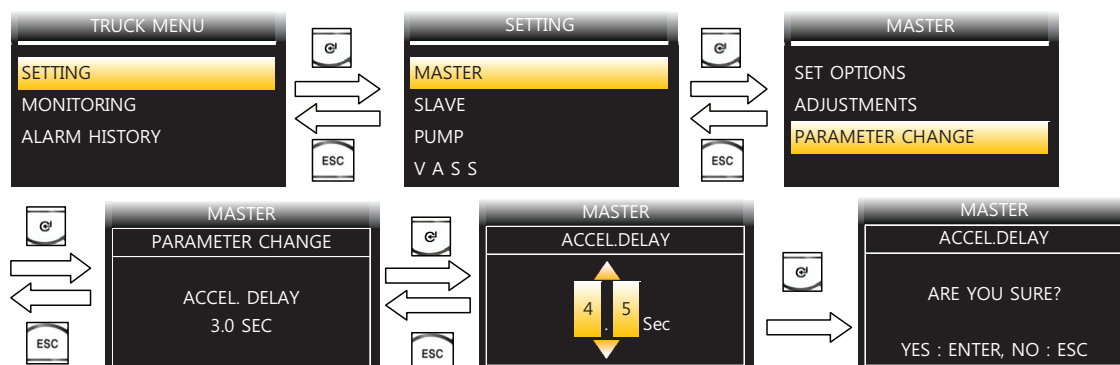 TRUCK MENU
SETTING
MONITORING
ALARM HISTORY
ESC
SETTING
MASTER
SLAVE
PUMP
V A S S
ESC
MASTER
SET OPTIONS
ADJUSTMENTS
PARAMETER CHANGE
ESC
MASTER
PARAMETER CHANGE
ACCEL. DELAY
3.0 SEC
ESC
MASTER
ACCEL.DELAY
4 . 5 Sec
MASTER
ACCEL.DELAY
ARE YOU SURE?
YES : ENTER, NO : ESC